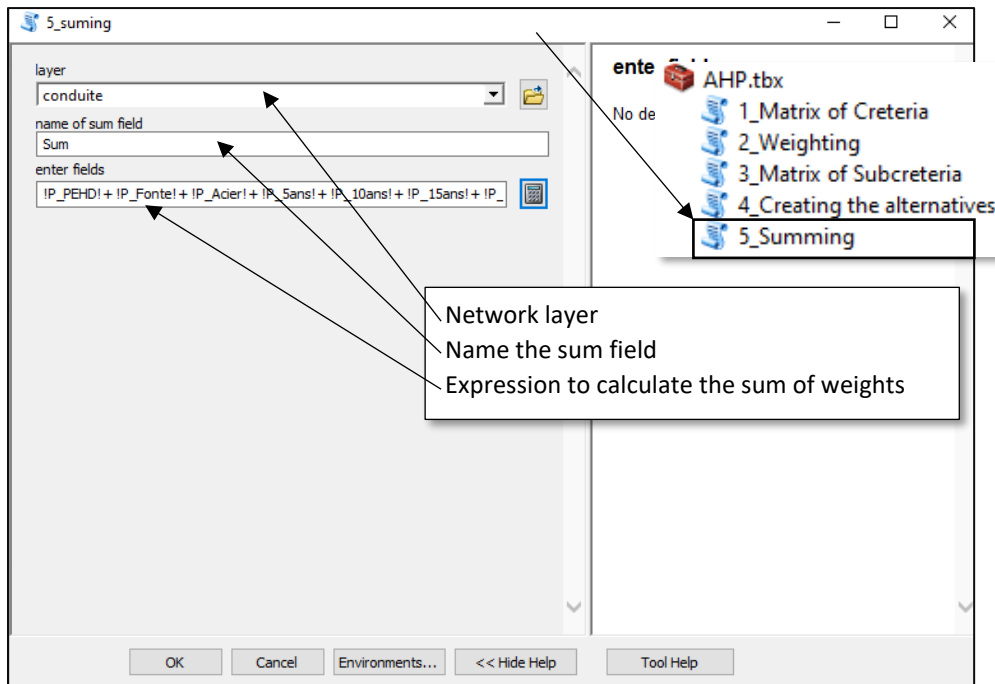 5_suming
layer
conduite
name of sum field
Sum
enter fields
!P_PEHD! + !P_Fonte! + !P_Acier! + !P_5ans! + !P_10ans! + !P_15ans! + !P_
ente
No de
AHP.tbx
1_Matrix of Creteria
2_Weighting
3_Matrix of Subcreteria
4_Creating the alternatives
5_Summing
Network layer
Name the sum field
Expression to calculate the sum of weights
OK Cancel Environments... << Hide Help Tool Help